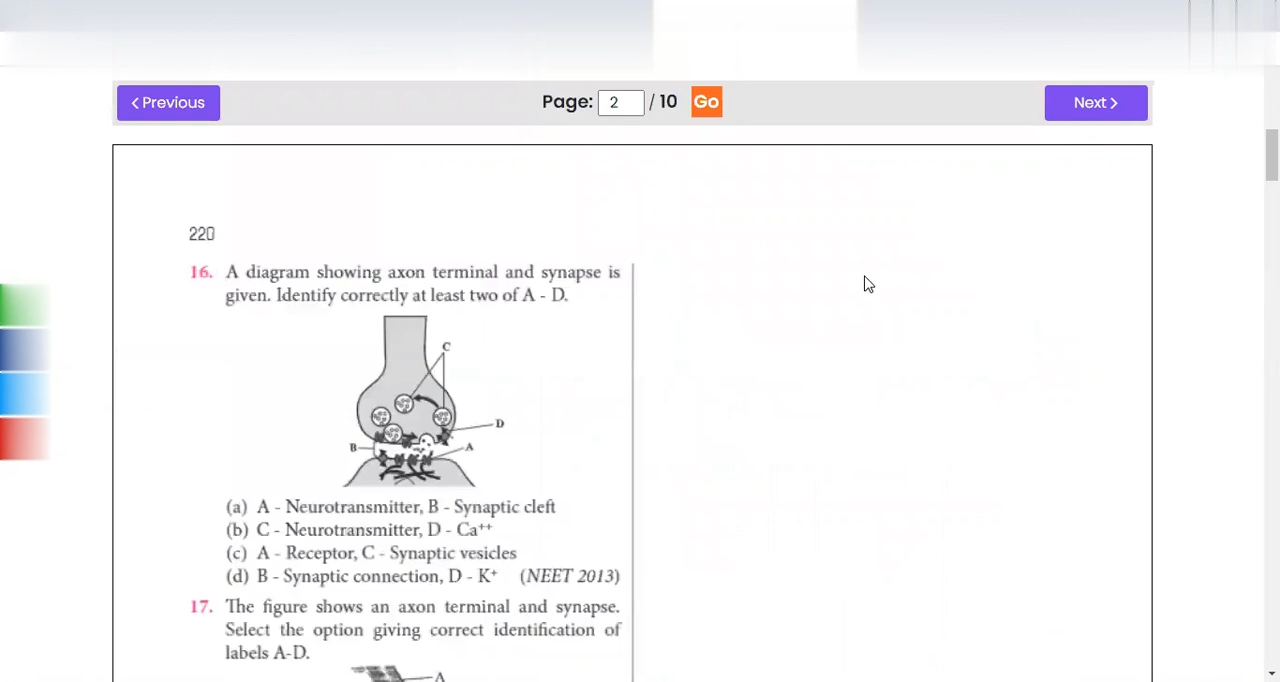 Previous
Page: 2 / 10 Go
Next
220
16. A diagram showing axon terminal and synapse is
given. Identify correctly at least two of A - D.
C
D
B
A
(a) A - Neurotransmitter, B - Synaptic cleft
(b) C - Neurotransmitter, D - Ca⁺⁺
(c) A - Receptor, C - Synaptic vesicles
(d) B - Synaptic connection, D - K⁺ (NEET 2013)
17. The figure shows an axon terminal and synapse.
Select the option giving correct identification of
labels A-D.
A